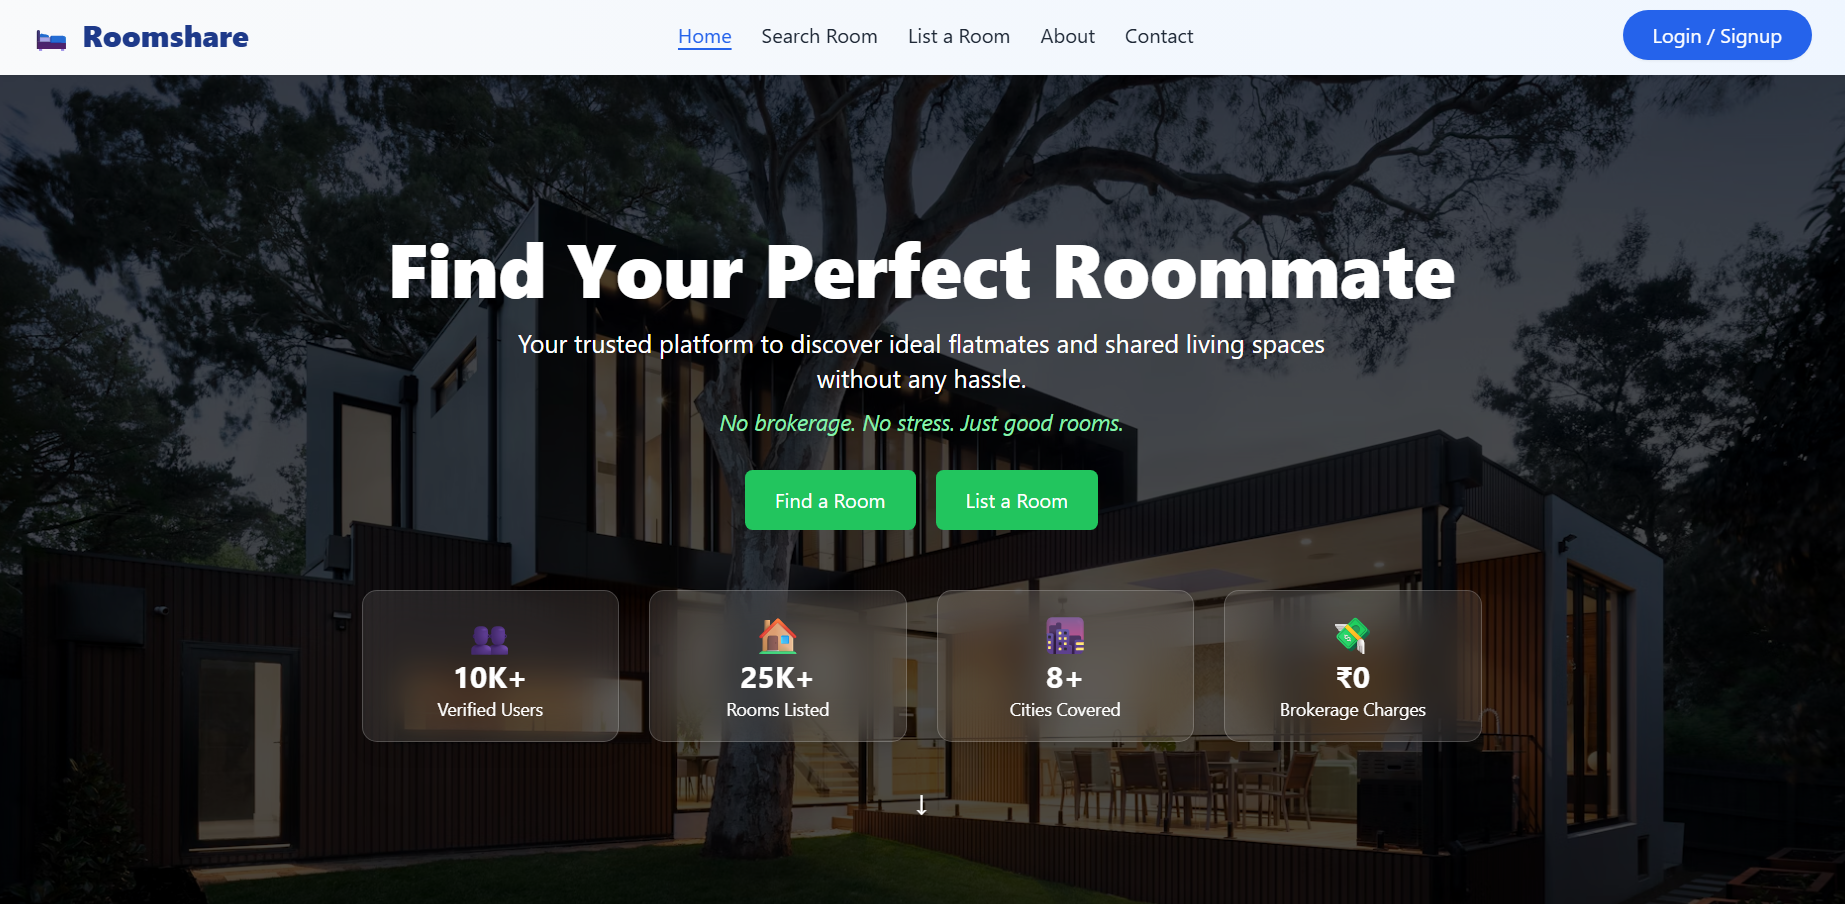 Roomshare
Home
Search Room
List a Room
About
Contact
Login / Signup
Find Your Perfect Roommate
Your trusted platform to discover ideal flatmates and shared living spaces
without any hassle.
No brokerage. No stress. Just good rooms.
Find a Room
List a Room
10K+
Verified Users
25K+
Rooms Listed
8+
Cities Covered
₹0
Brokerage Charges
↓